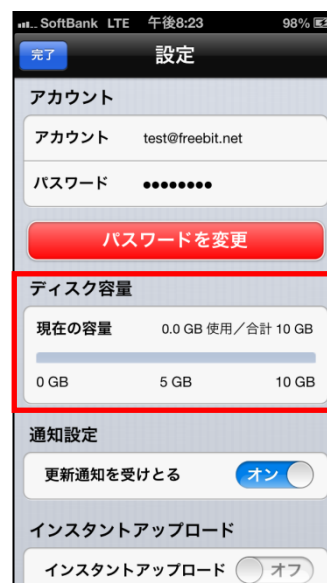 SoftBank LTE 午後8:23 98%
完了 設定
アカウント
アカウント test@freebit.net
パスワード ●●●●●●●●
パスワードを変更
ディスク容量
現在の容量 0.0 GB 使用／合計 10 GB
0 GB 5 GB 10 GB
通知設定
更新通知を受けとる オン
インスタントアップロード
インスタントアップロード オフ